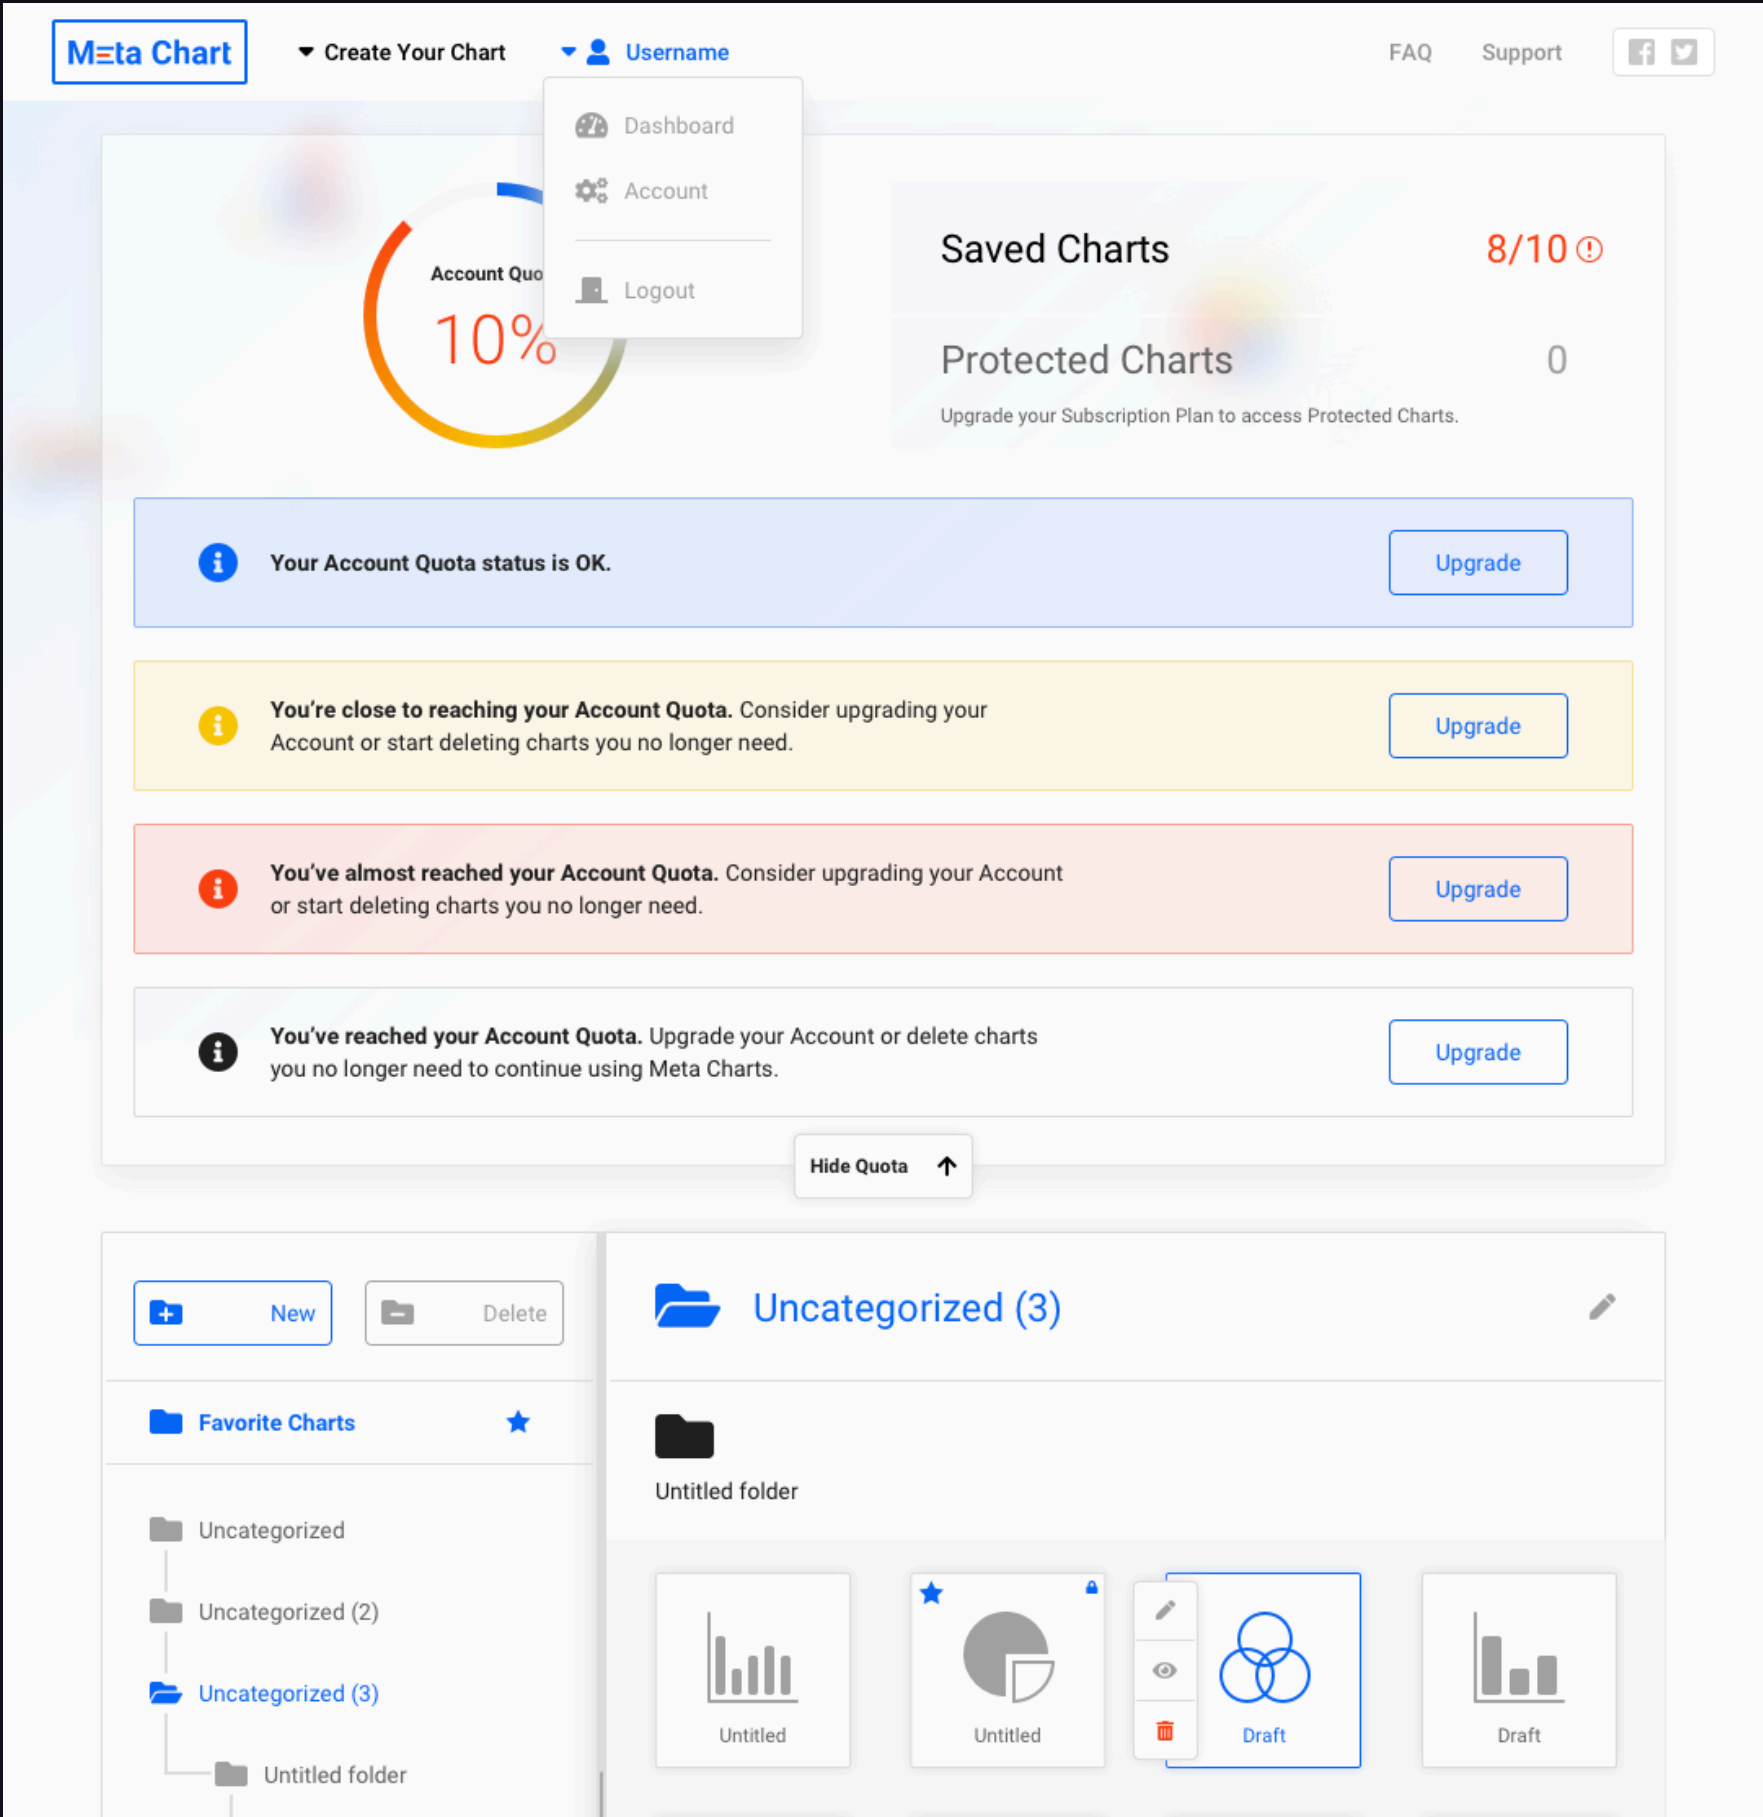 Meta Chart
Create Your Chart
Username
FAQ
Support
Dashboard
Account
Logout
Account Quo
10%
Saved Charts
8/10
Protected Charts
0
Upgrade your Subscription Plan to access Protected Charts.
Your Account Quota status is OK.
Upgrade
You’re close to reaching your Account Quota. Consider upgrading your
Account or start deleting charts you no longer need.
Upgrade
You’ve almost reached your Account Quota. Consider upgrading your Account
or start deleting charts you no longer need.
Upgrade
You’ve reached your Account Quota. Upgrade your Account or delete charts
you no longer need to continue using Meta Charts.
Upgrade
Hide Quota
New
Delete
Favorite Charts
Uncategorized
Uncategorized (2)
Uncategorized (3)
Untitled folder
Uncategorized (3)
Untitled folder
Untitled
Untitled
Draft
Draft